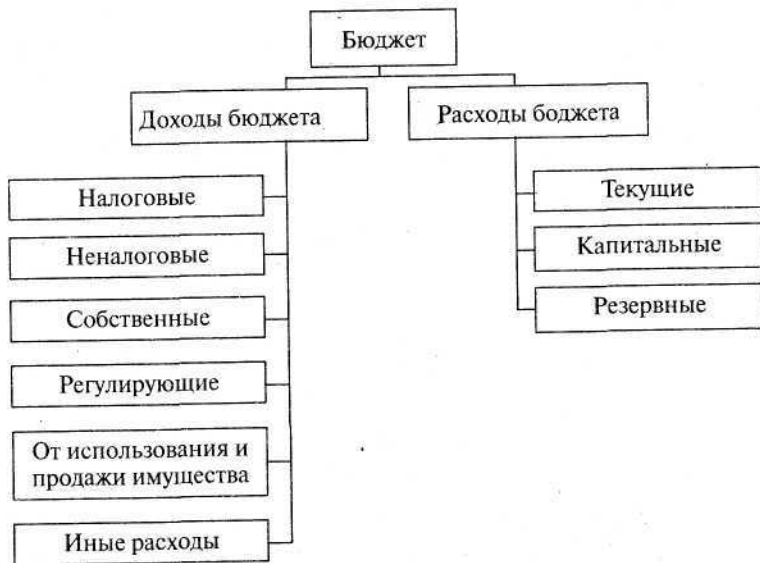 Бюджет
Доходы бюджета
Расходы боджета
Налоговые
Неналоговые
Собственные
Регулирующие
От использования и
продажи имущества
Иные расходы
Текущие
Капитальные
Резервные